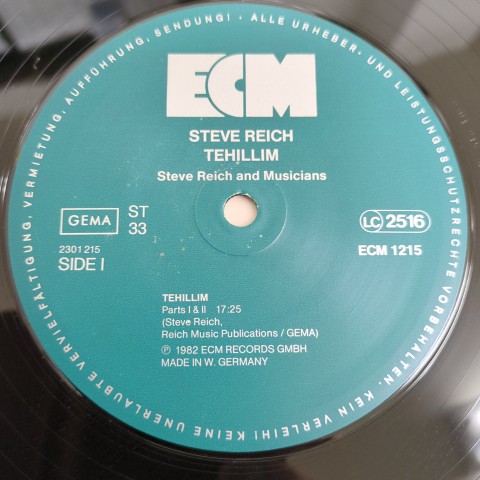 ECM
STEVE REICH
TEHILLIM
Steve Reich and Musicians
GEMA
ST
33
LC 2516
2301 215
SIDE I
ECM 1215
TEHILLIM
Parts I & II 17:25
(Steve Reich,
Reich Music Publications / GEMA)
℗ 1982 ECM RECORDS GMBH
MADE IN W. GERMANY
ALLE URHEBER- UND LEISTUNGSSCHUTZRECHTE VORBEHALTEN · KEIN VERLEIH! KEINE UNERLAUBTE VERVIELFÄLTIGUNG, VERMIETUNG, AUFFÜHRUNG, SENDUNG! ·